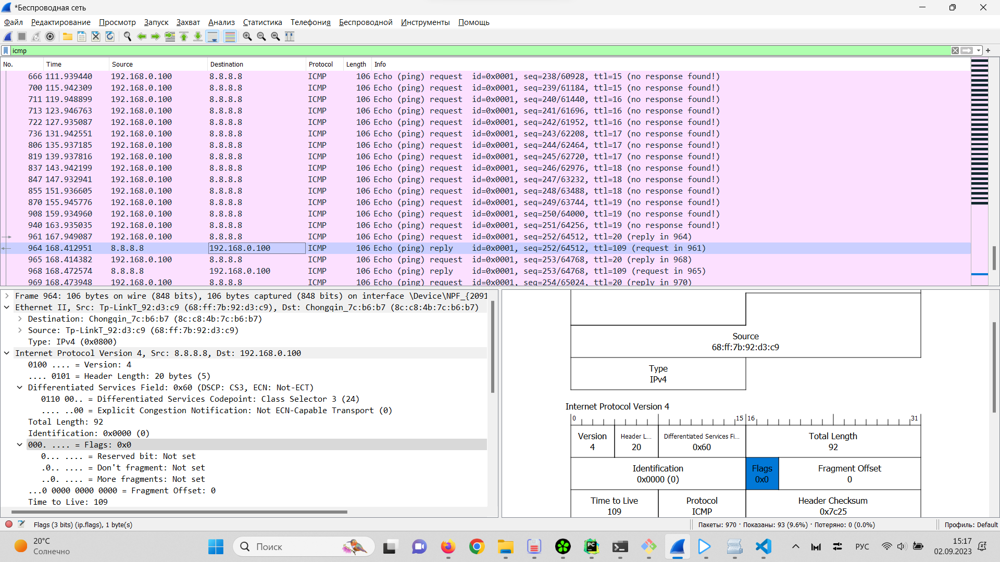 *Беспроводная сеть
Файл Редактирование Просмотр Запуск Захват Анализ Статистика Телефония Беспроводной Инструменты Помощь
icmp
No. Time Source Destination Protocol Length Info
666 111.939440 192.168.0.100 8.8.8.8 ICMP 106 Echo (ping) request id=0x0001, seq=238/60928, ttl=15 (no response found!)
700 115.942309 192.168.0.100 8.8.8.8 ICMP 106 Echo (ping) request id=0x0001, seq=239/61184, ttl=15 (no response found!)
711 119.948899 192.168.0.100 8.8.8.8 ICMP 106 Echo (ping) request id=0x0001, seq=240/61440, ttl=16 (no response found!)
713 123.946763 192.168.0.100 8.8.8.8 ICMP 106 Echo (ping) request id=0x0001, seq=241/61696, ttl=16 (no response found!)
722 127.935087 192.168.0.100 8.8.8.8 ICMP 106 Echo (ping) request id=0x0001, seq=242/61952, ttl=16 (no response found!)
736 131.942551 192.168.0.100 8.8.8.8 ICMP 106 Echo (ping) request id=0x0001, seq=243/62208, ttl=17 (no response found!)
806 135.937185 192.168.0.100 8.8.8.8 ICMP 106 Echo (ping) request id=0x0001, seq=244/62464, ttl=17 (no response found!)
819 139.937816 192.168.0.100 8.8.8.8 ICMP 106 Echo (ping) request id=0x0001, seq=245/62720, ttl=17 (no response found!)
837 143.942199 192.168.0.100 8.8.8.8 ICMP 106 Echo (ping) request id=0x0001, seq=246/62976, ttl=18 (no response found!)
847 147.932941 192.168.0.100 8.8.8.8 ICMP 106 Echo (ping) request id=0x0001, seq=247/63232, ttl=18 (no response found!)
855 151.936605 192.168.0.100 8.8.8.8 ICMP 106 Echo (ping) request id=0x0001, seq=248/63488, ttl=18 (no response found!)
870 155.945776 192.168.0.100 8.8.8.8 ICMP 106 Echo (ping) request id=0x0001, seq=249/63744, ttl=19 (no response found!)
908 159.934960 192.168.0.100 8.8.8.8 ICMP 106 Echo (ping) request id=0x0001, seq=250/64000, ttl=19 (no response found!)
940 163.935035 192.168.0.100 8.8.8.8 ICMP 106 Echo (ping) request id=0x0001, seq=251/64256, ttl=19 (no response found!)
961 167.949087 192.168.0.100 8.8.8.8 ICMP 106 Echo (ping) request id=0x0001, seq=252/64512, ttl=20 (reply in 964)
964 168.412951 8.8.8.8 192.168.0.100 ICMP 106 Echo (ping) reply id=0x0001, seq=252/64512, ttl=109 (request in 961)
965 168.414382 192.168.0.100 8.8.8.8 ICMP 106 Echo (ping) request id=0x0001, seq=253/64768, ttl=20 (reply in 968)
968 168.472574 8.8.8.8 192.168.0.100 ICMP 106 Echo (ping) reply id=0x0001, seq=253/64768, ttl=109 (request in 965)
969 168.473948 192.168.0.100 8.8.8.8 ICMP 106 Echo (ping) request id=0x0001, seq=254/65024, ttl=20 (reply in 970)
Frame 964: 106 bytes on wire (848 bits), 106 bytes captured (848 bits) on interface \Device\NPF_{2091
Ethernet II, Src: Tp-LinkT_92:d3:c9 (68:ff:7b:92:d3:c9), Dst: Chongqin_7c:b6:b7 (8c:c8:4b:7c:b6:b7)
Destination: Chongqin_7c:b6:b7 (8c:c8:4b:7c:b6:b7)
Source: Tp-LinkT_92:d3:c9 (68:ff:7b:92:d3:c9)
Type: IPv4 (0x0800)
Internet Protocol Version 4, Src: 8.8.8.8, Dst: 192.168.0.100
0100 .... = Version: 4
.... 0101 = Header Length: 20 bytes (5)
Differentiated Services Field: 0x60 (DSCP: CS3, ECN: Not-ECT)
0110 00.. = Differentiated Services Codepoint: Class Selector 3 (24)
.... ..00 = Explicit Congestion Notification: Not ECN-Capable Transport (0)
Total Length: 92
Identification: 0x0000 (0)
000. .... = Flags: 0x0
0... .... = Reserved bit: Not set
.0.. .... = Don't fragment: Not set
..0. .... = More fragments: Not set
...0 0000 0000 0000 = Fragment Offset: 0
Time to Live: 109
Source
68:ff:7b:92:d3:c9
Type
IPv4
Internet Protocol Version 4
0 15 16 31
Version Header L... Differentiated Services Fi... Total Length
4 20 0x60 92
Identification Flags Fragment Offset
0x0000 (0) 0x0 0
Time to Live Protocol Header Checksum
109 ICMP 0x7c25
Flags (3 bits) (ip.flags), 1 byte(s)
Пакеты: 970 · Показаны: 93 (9.6%) · Потеряно: 0 (0.0%)
Профиль: Default
20°C
Солнечно
Поиск
PC
РУС
15:17
02.09.2023